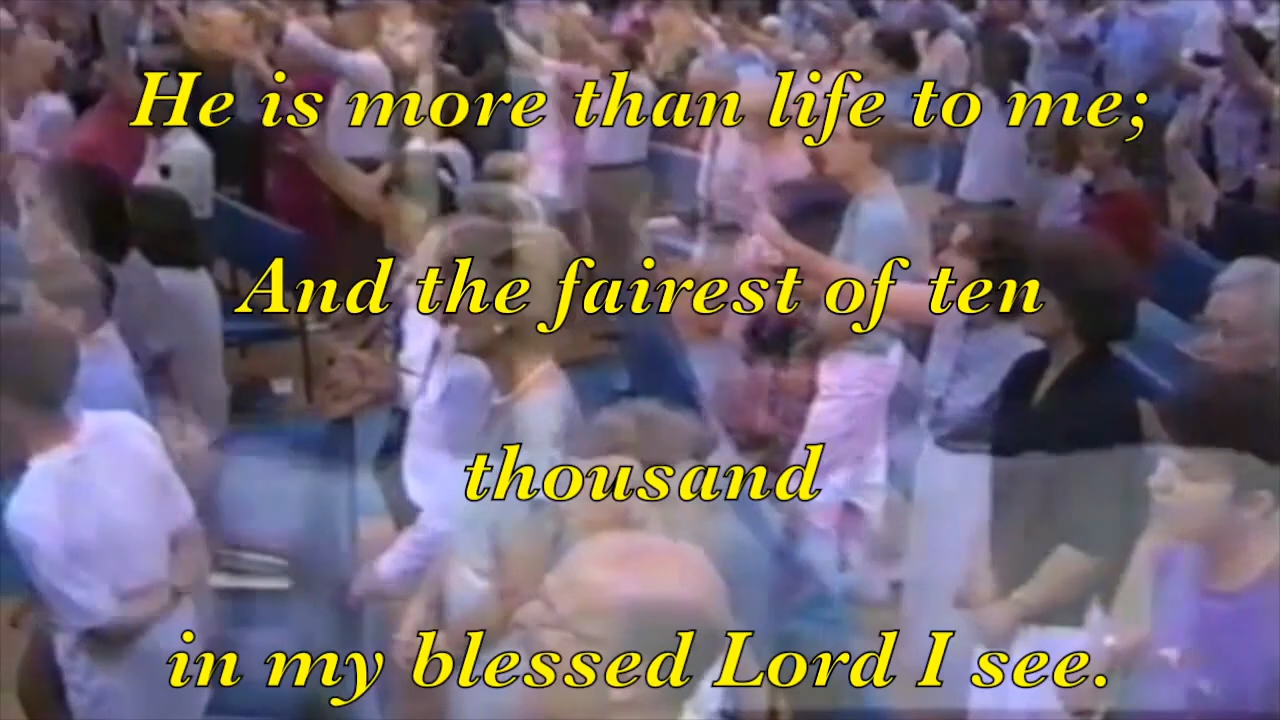 He is more than life to me;
And the fairest of ten
thousand
in my blessed Lord I see.